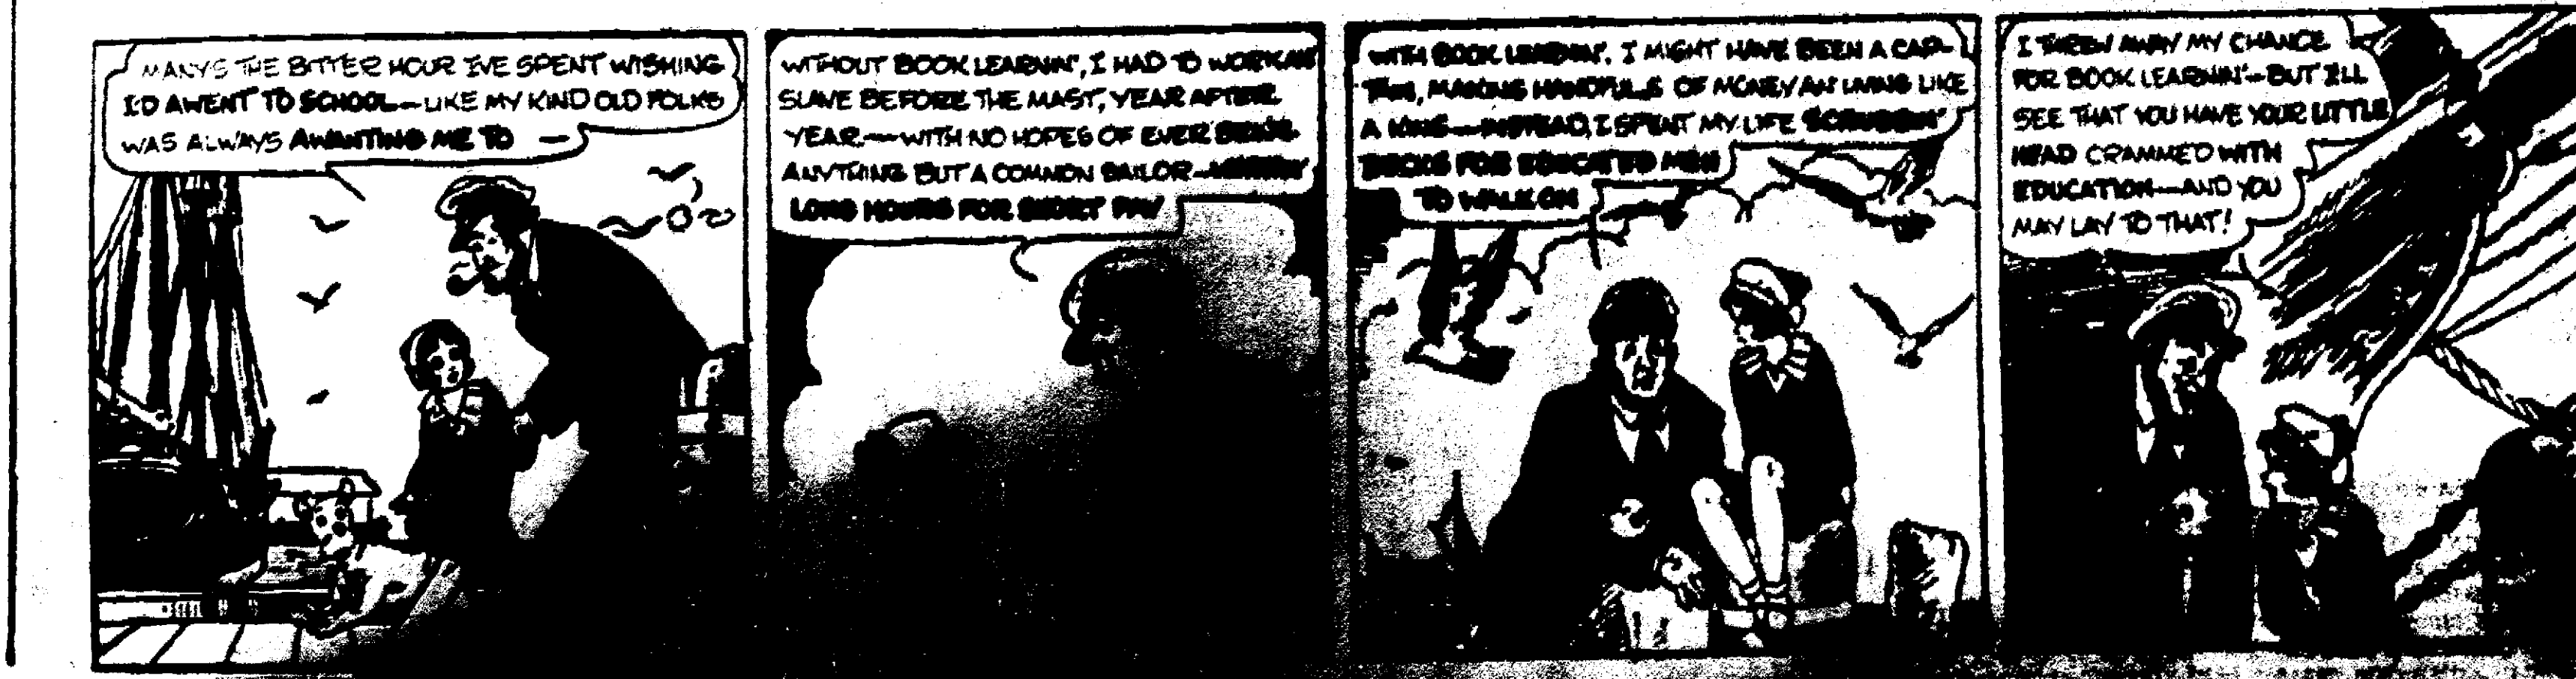 MANY'S THE BITTER HOUR I'VE SPENT WISHING
I'D AWENT TO SCHOOL — LIKE MY KIND OLD FOLKS
WAS ALWAYS AWANTING ME TO —
WITHOUT BOOK LEARNIN', I HAD TO WORK AN'
SLAVE BEFORE THE MAST, YEAR AFTER
YEAR — WITH NO HOPES OF EVER BEING
ANYTHING BUT A COMMON SAILOR —
LONG HOURS FOR SHORT PAY
WITH BOOK LEARNIN', I MIGHT HAVE BEEN A CAP-
TAIN, MAKING HANDFULS OF MONEY AN' LIVING LIKE
A KING — INSTEAD, I SPENT MY LIFE SCRUBBIN'
DECKS FOR EDUCATED MEN
TO WALK ON
I THREW AWAY MY CHANCE
FOR BOOK LEARNIN' — BUT I'LL
SEE THAT YOU HAVE YOUR LITTLE
HEAD CRAMMED WITH
EDUCATION — AND YOU
MAY LAY TO THAT!